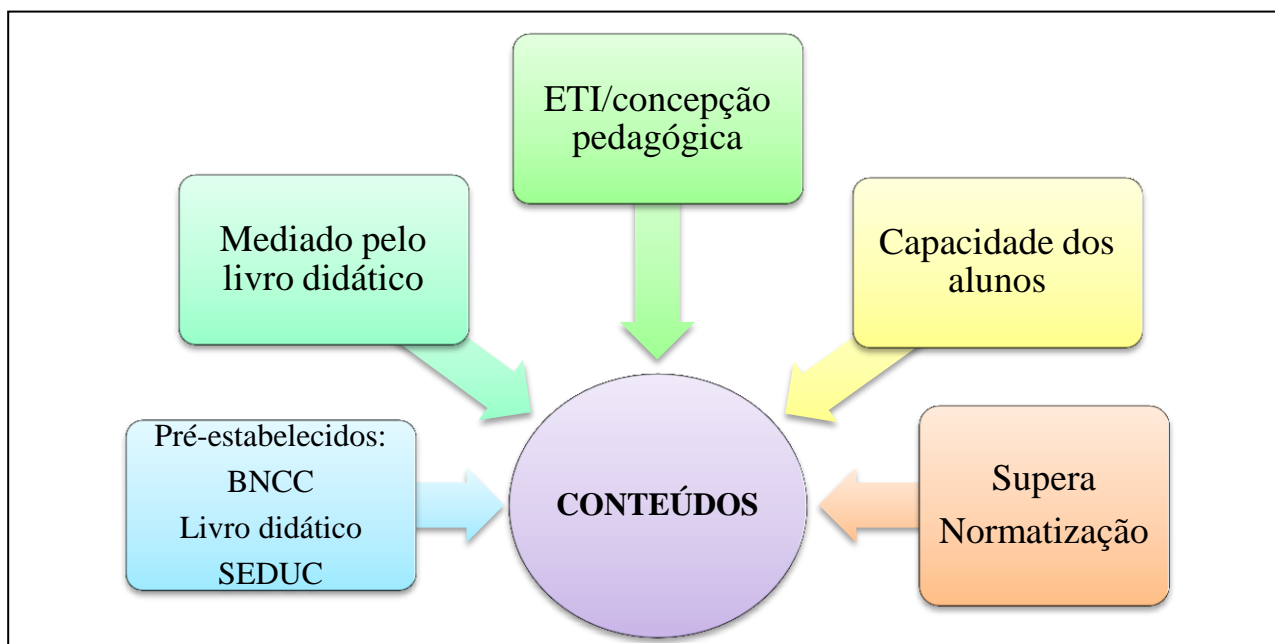 ETI/concepção
pedagógica
Mediado pelo
livro didático
Capacidade dos
alunos
Pré-estabelecidos:
BNCC
Livro didático
SEDUC
CONTEÚDOS
Supera
Normatização